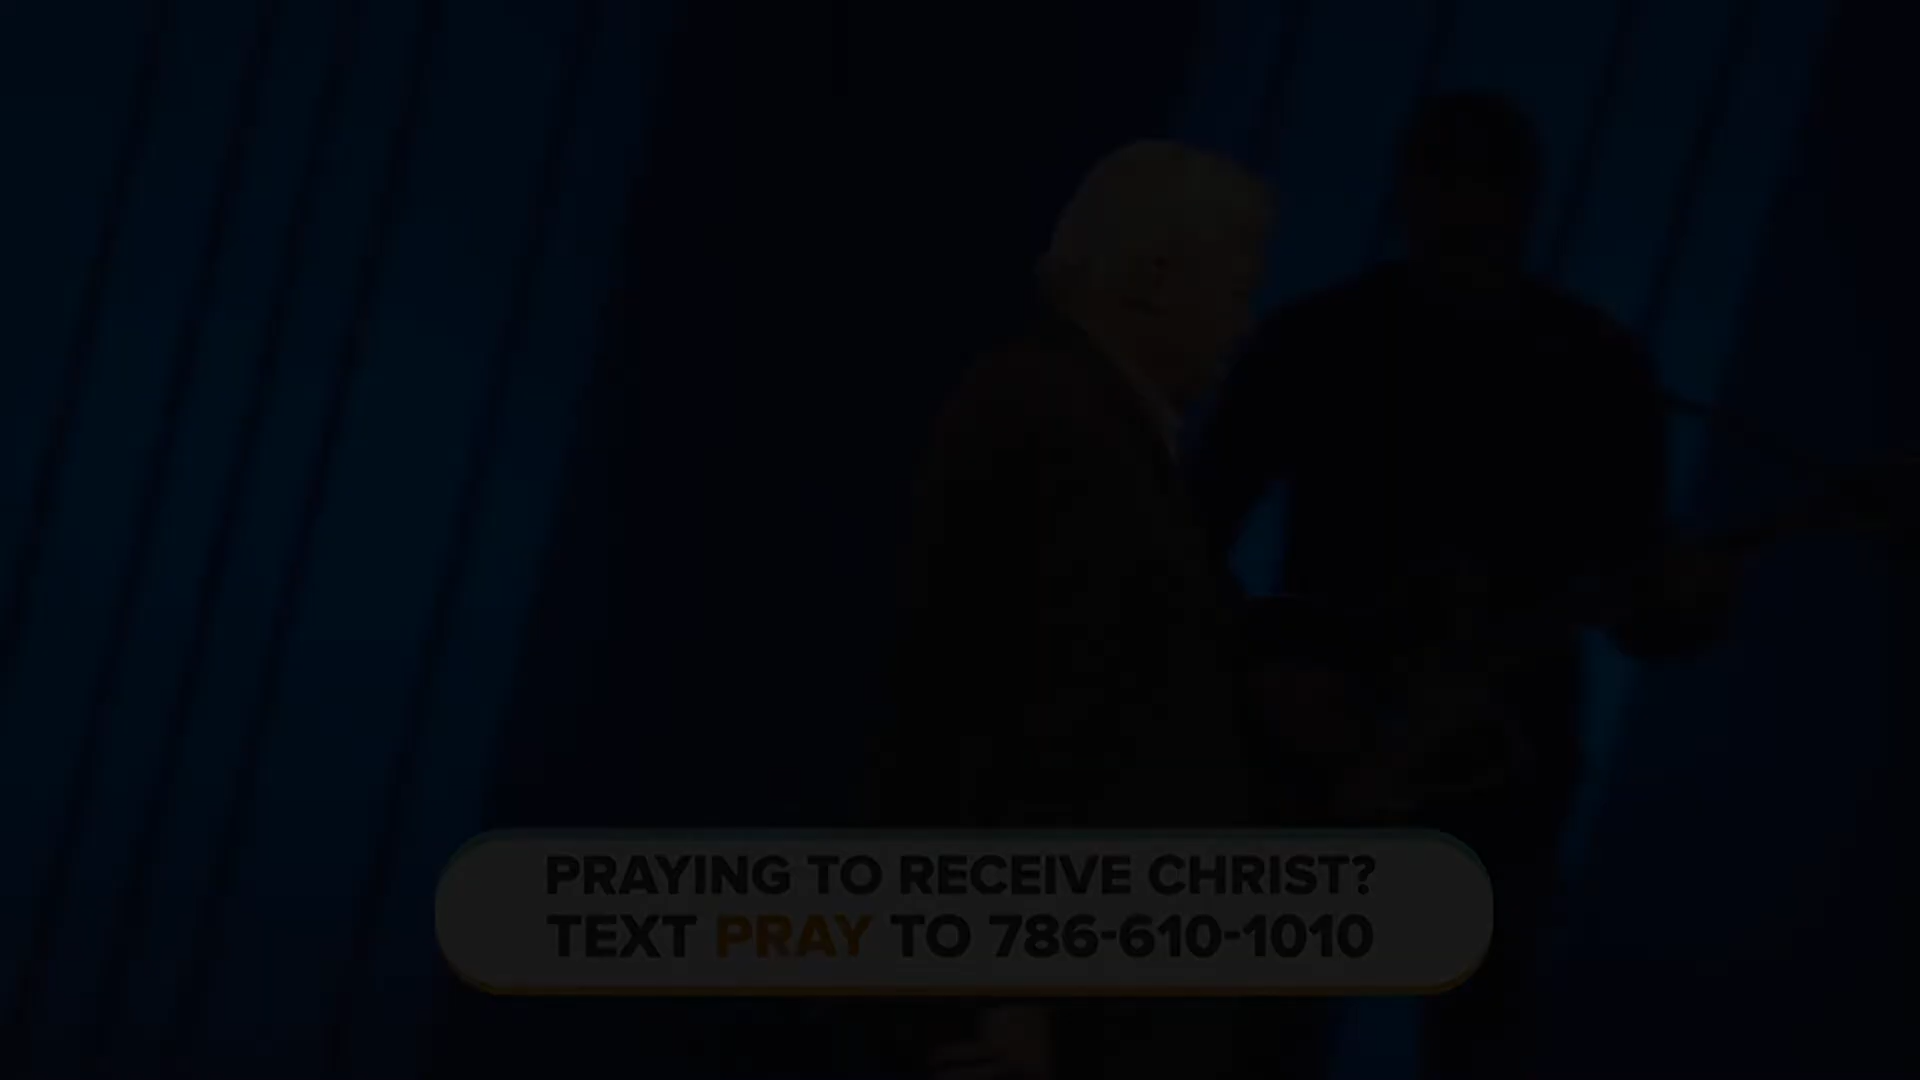 PRAYING TO RECEIVE CHRIST?
TEXT PRAY TO 786-610-1010